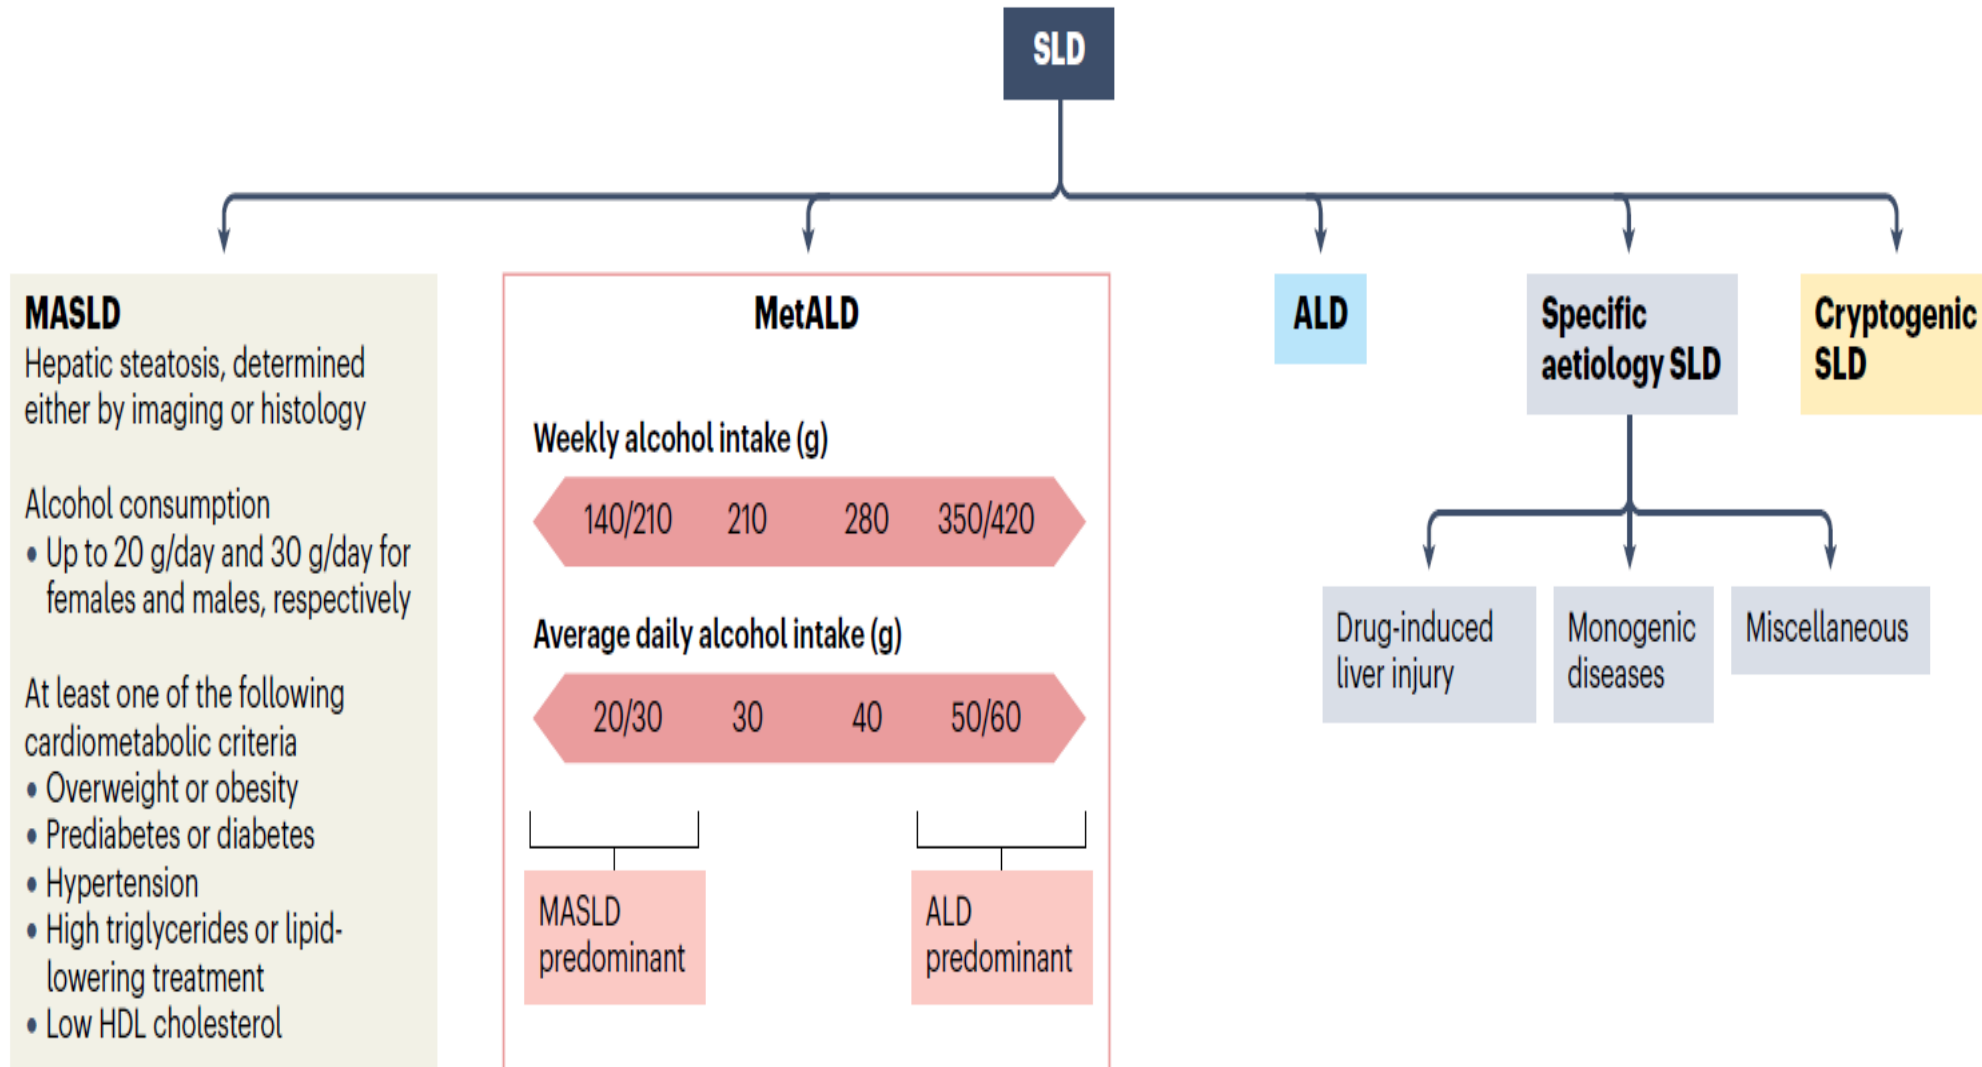 SLD
MASLD
Hepatic steatosis, determined
either by imaging or histology
Alcohol consumption
• Up to 20 g/day and 30 g/day for
females and males, respectively
At least one of the following
cardiometabolic criteria
• Overweight or obesity
• Prediabetes or diabetes
• Hypertension
• High triglycerides or lipid-
lowering treatment
• Low HDL cholesterol
MetALD
Weekly alcohol intake (g)
140/210 210 280 350/420
Average daily alcohol intake (g)
20/30 30 40 50/60
MASLD
predominant
ALD
predominant
ALD
Specific
aetiology SLD
Drug-induced
liver injury
Monogenic
diseases
Miscellaneous
Cryptogenic
SLD